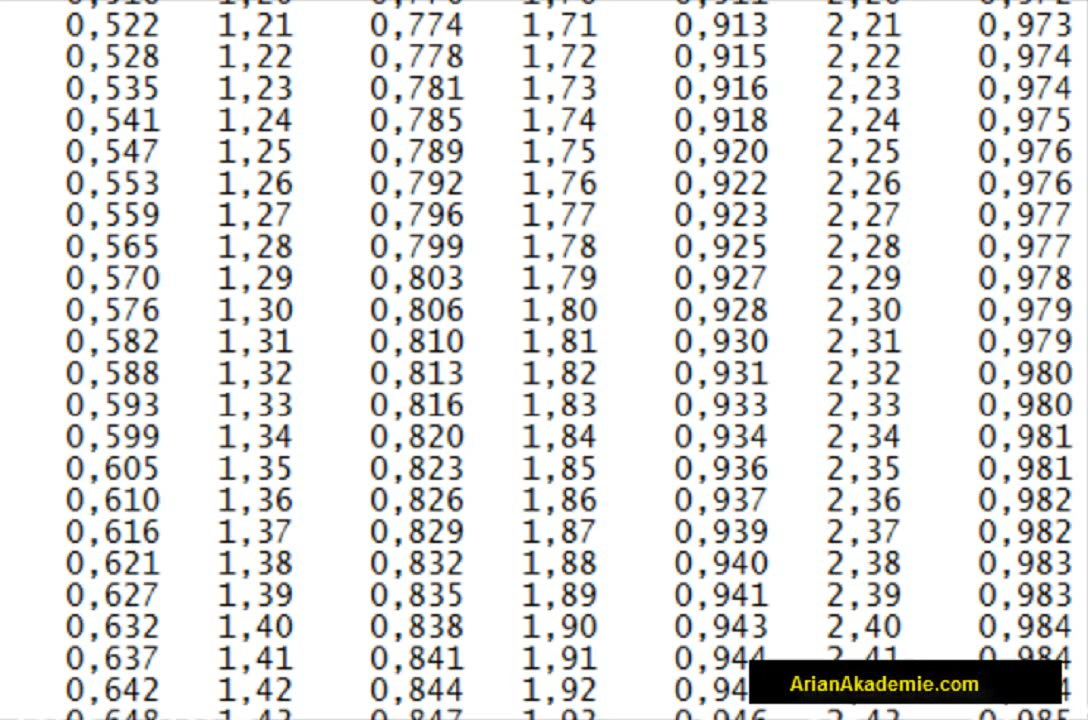 0,522 1,21 0,774 1,71 0,913 2,21 0,973
0,528 1,22 0,778 1,72 0,915 2,22 0,974
0,535 1,23 0,781 1,73 0,916 2,23 0,974
0,541 1,24 0,785 1,74 0,918 2,24 0,975
0,547 1,25 0,789 1,75 0,920 2,25 0,976
0,553 1,26 0,792 1,76 0,922 2,26 0,976
0,559 1,27 0,796 1,77 0,923 2,27 0,977
0,565 1,28 0,799 1,78 0,925 2,28 0,977
0,570 1,29 0,803 1,79 0,927 2,29 0,978
0,576 1,30 0,806 1,80 0,928 2,30 0,979
0,582 1,31 0,810 1,81 0,930 2,31 0,979
0,588 1,32 0,813 1,82 0,931 2,32 0,980
0,593 1,33 0,816 1,83 0,933 2,33 0,980
0,599 1,34 0,820 1,84 0,934 2,34 0,981
0,605 1,35 0,823 1,85 0,936 2,35 0,981
0,610 1,36 0,826 1,86 0,937 2,36 0,982
0,616 1,37 0,829 1,87 0,939 2,37 0,982
0,621 1,38 0,832 1,88 0,940 2,38 0,983
0,627 1,39 0,835 1,89 0,941 2,39 0,983
0,632 1,40 0,838 1,90 0,943 2,40 0,984
0,637 1,41 0,841 1,91 0,944 2,41 0,984
0,642 1,42 0,844 1,92
ArianAkademie.com